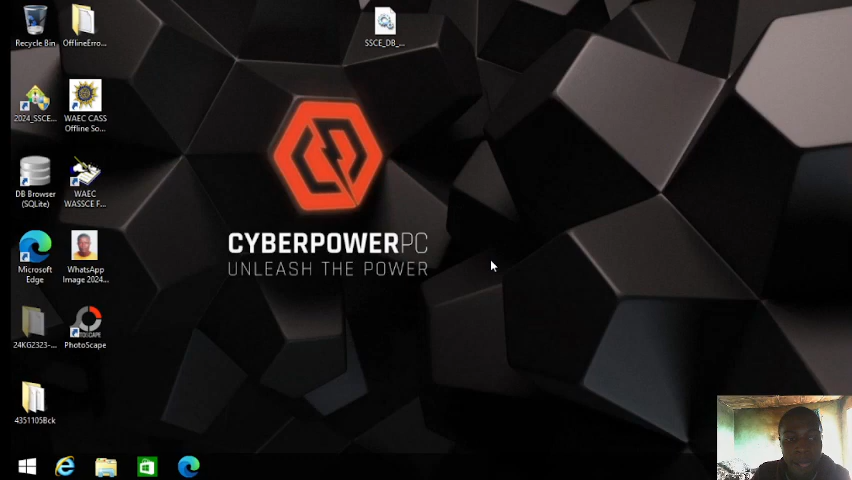 Recycle Bin
OfflineErro...
SSCE_DB_...
2024_SSCE...
WAEC CASS
Offline So...
DB Browser
(SQLite)
WAEC
WASSCE F...
CYBERPOWERPC
UNLEASH THE POWER
Microsoft
Edge
WhatsApp
Image 2024...
24KG2323-...
PhotoScape
4351105Bck